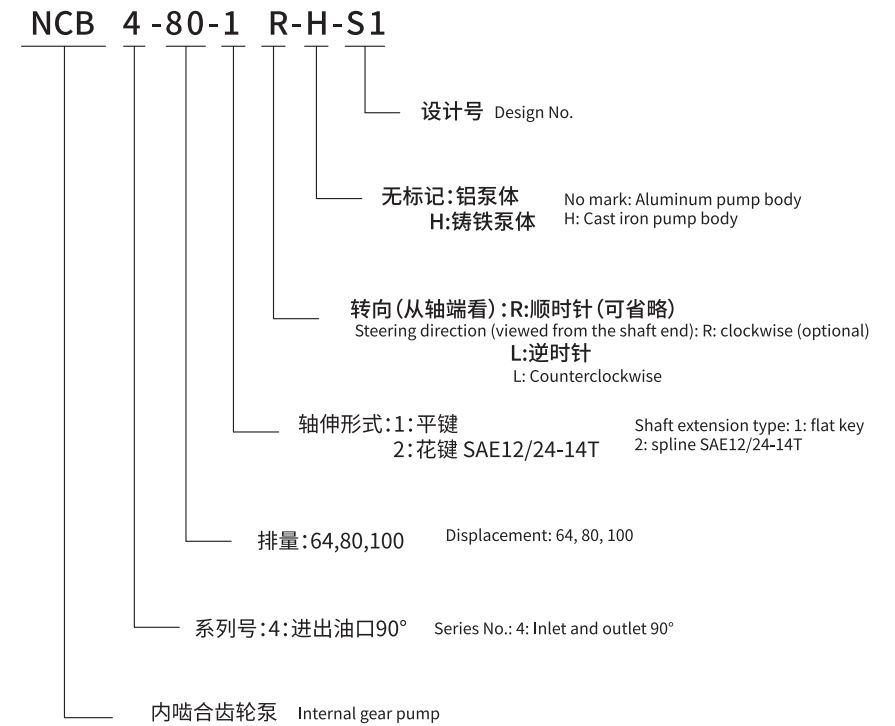 NCB 4-80-1 R-H-S1
设计号 Design No.
无标记:铝泵体 No mark: Aluminum pump body
H:铸铁泵体 H: Cast iron pump body
转向(从轴端看):R:顺时针(可省略)
Steering direction (viewed from the shaft end): R: clockwise (optional)
L:逆时针
L: Counterclockwise
轴伸形式:1:平键 Shaft extension type: 1: flat key
2:花键 SAE12/24-14T 2: spline SAE12/24-14T
排量:64,80,100 Displacement: 64, 80, 100
系列号:4:进出油口90° Series No.: 4: Inlet and outlet 90°
内啮合齿轮泵 Internal gear pump